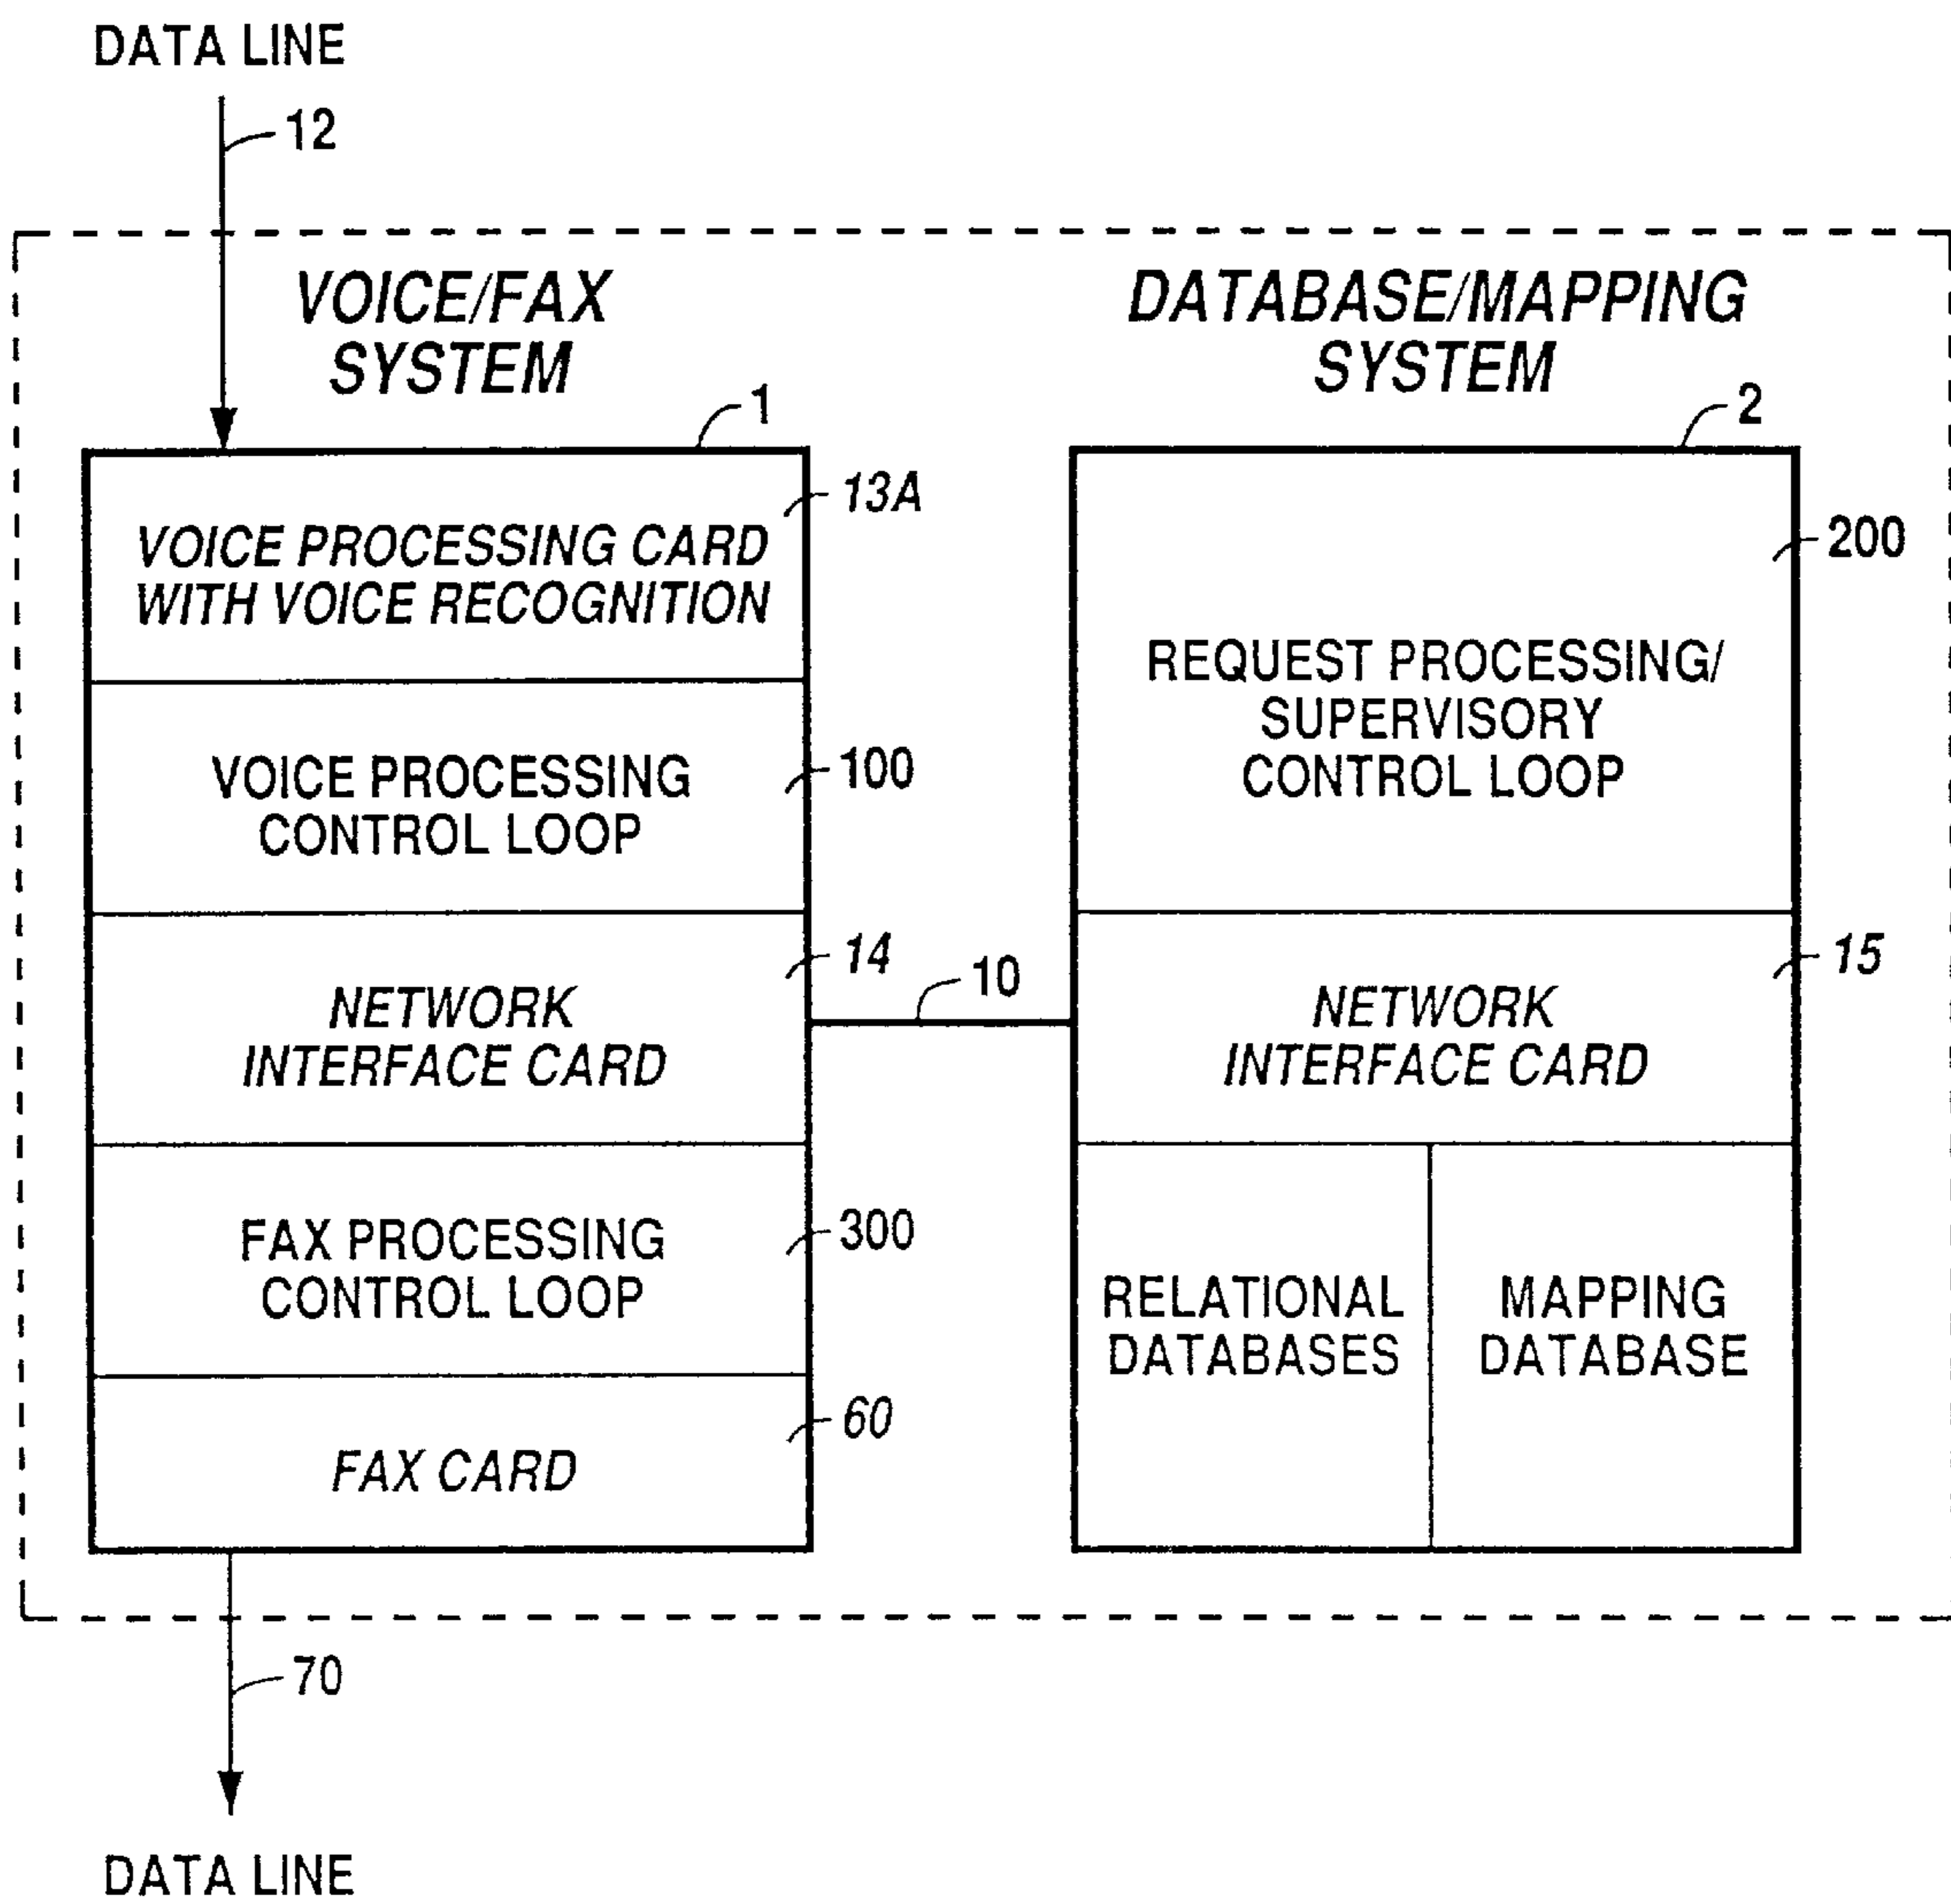 DATA LINE
12
VOICE/FAX
SYSTEM
1
13A
VOICE PROCESSING CARD
WITH VOICE RECOGNITION
VOICE PROCESSING
CONTROL LOOP
100
NETWORK
INTERFACE CARD
14
10
FAX PROCESSING
CONTROL LOOP
300
FAX CARD
60
70
DATA LINE
DATABASE/MAPPING
SYSTEM
2
200
REQUEST PROCESSING/
SUPERVISORY
CONTROL LOOP
NETWORK
INTERFACE CARD
15
RELATIONAL
DATABASES
MAPPING
DATABASE